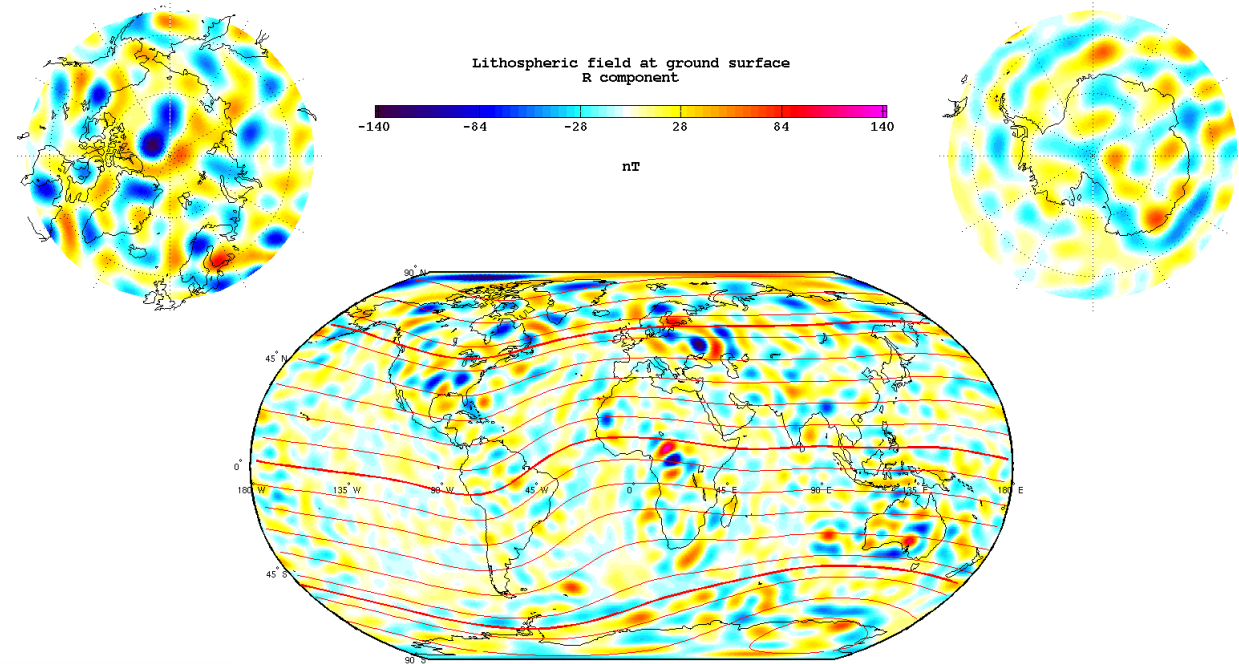 Lithospheric field at ground surface
R component
-140 -84 -28 28 84 140
nT
90° N
45° N
0°
180 W 135° W 90° W 45° W 0° 45° E 90° E 135° E 180° E
45° S
90° S